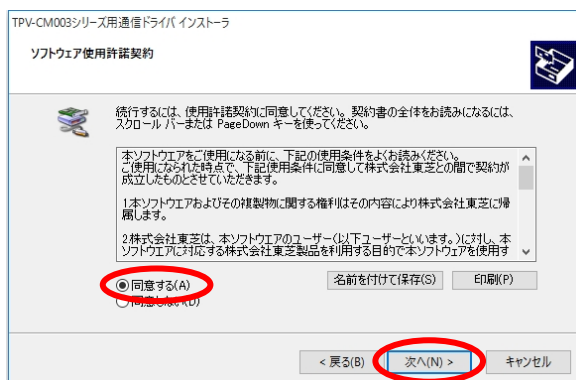 TPV-CM003シリーズ用通信ドライバ インストーラ
ソフトウェア使用許諾契約
続行するには、使用許諾契約に同意してください。契約書の全体をお読みになるには、
スクロール バーまたは PageDown キーを使ってください。
本ソフトウエアをご使用になる前に、下記の使用条件をよくお読みください。
ご使用になられた時点で、下記使用条件に同意して株式会社東芝との間で契約が
成立したものとさせていただきます。
1.本ソフトウエアおよびその複製物に関する権利はその内容により株式会社東芝に帰
属します。
2.株式会社東芝は、本ソフトウエアのユーザー(以下ユーザーといいます。)に対し、本
ソフトウエアに対応する株式会社東芝製品を利用する目的で本ソフトウェアを使用す
同意する(A)
名前を付けて保存(S)
印刷(P)
同意しない(D)
< 戻る(B)
次へ(N) >
キャンセル